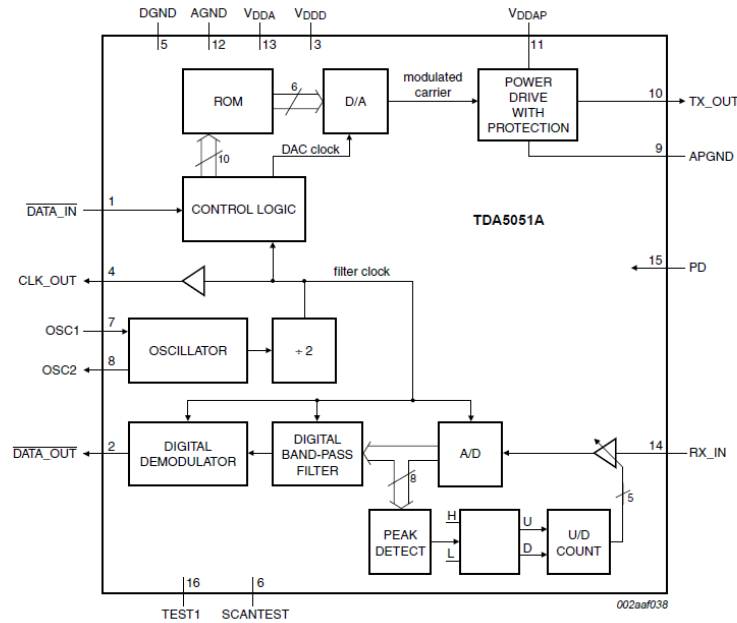 DGND AGND VDDA VDDD VDDAP
5 12 13 3 11
ROM
6
D/A
modulated
carrier
POWER
DRIVE
WITH
PROTECTION
10
TX_OUT
9
APGND
10
DAC clock
1
DATA_IN
CONTROL LOGIC
TDA5051A
4
CLK_OUT
filter clock
15
PD
7
OSC1
OSCILLATOR
÷ 2
8
OSC2
2
DATA_OUT
DIGITAL
DEMODULATOR
DIGITAL
BAND-PASS
FILTER
A/D
14
RX_IN
8
5
PEAK
DETECT
H
L
U
D
U/D
COUNT
16 6
TEST1 SCANTEST
002aaf038